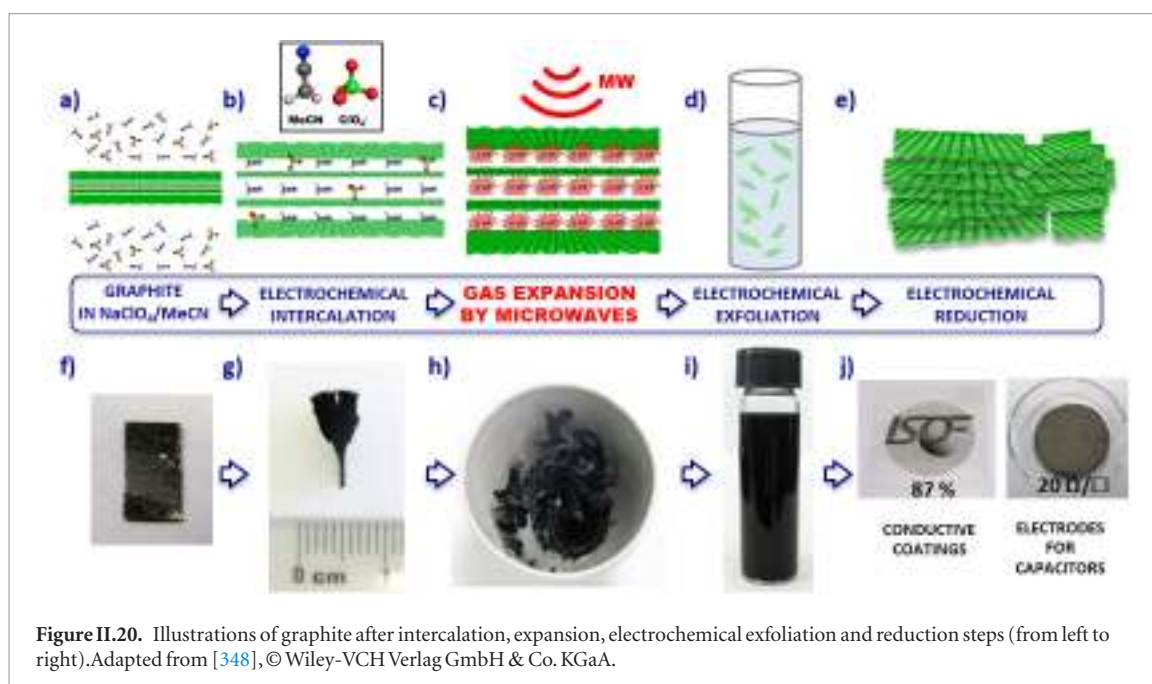 MW
a)
b)
c)
d)
e)
MeCN
ClO₄⁻
GRAPHITE
IN NaClO₄/MeCN
ELECTROCHEMICAL
INTERCALATION
GAS EXPANSION
BY MICROWAVES
ELECTROCHEMICAL
EXFOLIATION
ELECTROCHEMICAL
REDUCTION
f)
g)
h)
i)
j)
0 cm
ISOF
87 %
20 Ω/□
CONDUCTIVE
COATINGS
ELECTRODES
FOR
CAPACITORS
Figure II.20. Illustrations of graphite after intercalation, expansion, electrochemical exfoliation and reduction steps (from left to
right).Adapted from [348], © Wiley-VCH Verlag GmbH & Co. KGaA.